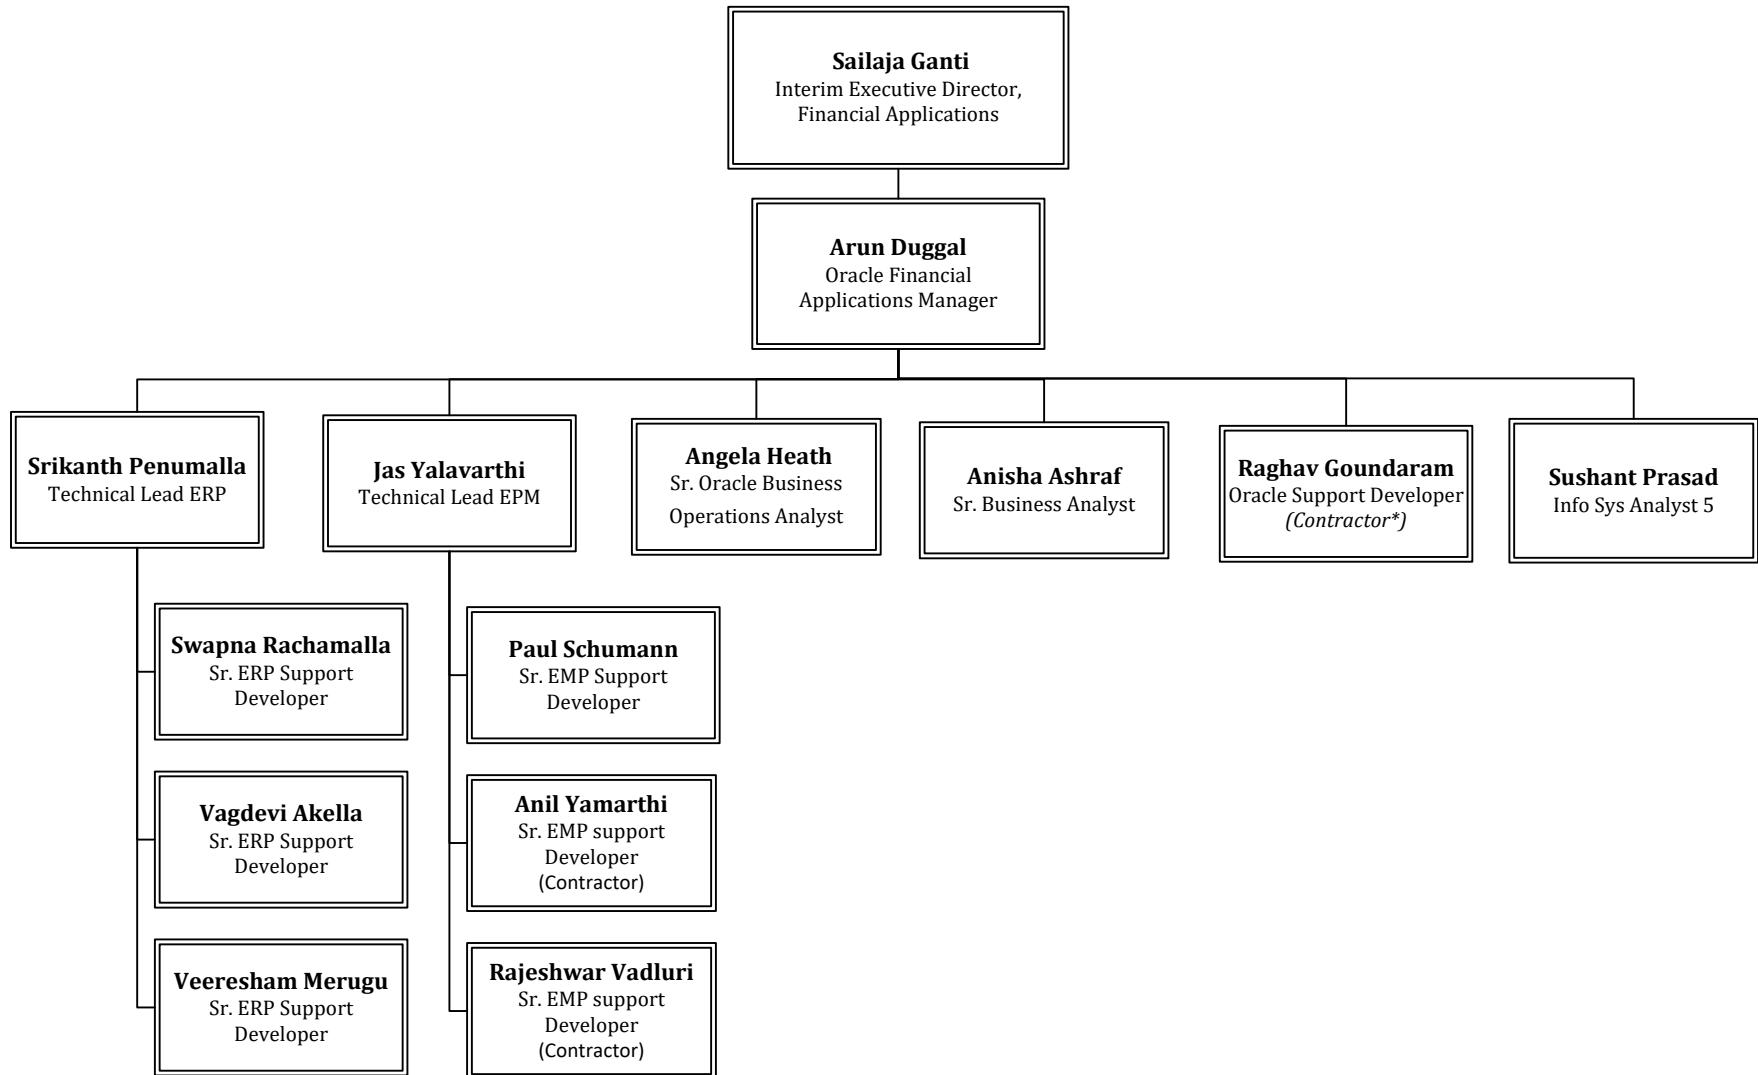 Sailaja Ganti
Interim Executive Director,
Financial Applications
Arun Duggal
Oracle Financial
Applications Manager
Srikanth Penumalla
Technical Lead ERP
Jas Yalavarthi
Technical Lead EPM
Angela Heath
Sr. Oracle Business
Operations Analyst
Anisha Ashraf
Sr. Business Analyst
Raghav Goundaram
Oracle Support Developer
(Contractor*)
Sushant Prasad
Info Sys Analyst 5
Swapna Rachamalla
Sr. ERP Support
Developer
Vagdevi Akella
Sr. ERP Support
Developer
Veeresham Merugu
Sr. ERP Support
Developer
Paul Schumann
Sr. EMP Support
Developer
Anil Yamarthi
Sr. EMP support
Developer
(Contractor)
Rajeshwar Vadluri
Sr. EMP support
Developer
(Contractor)